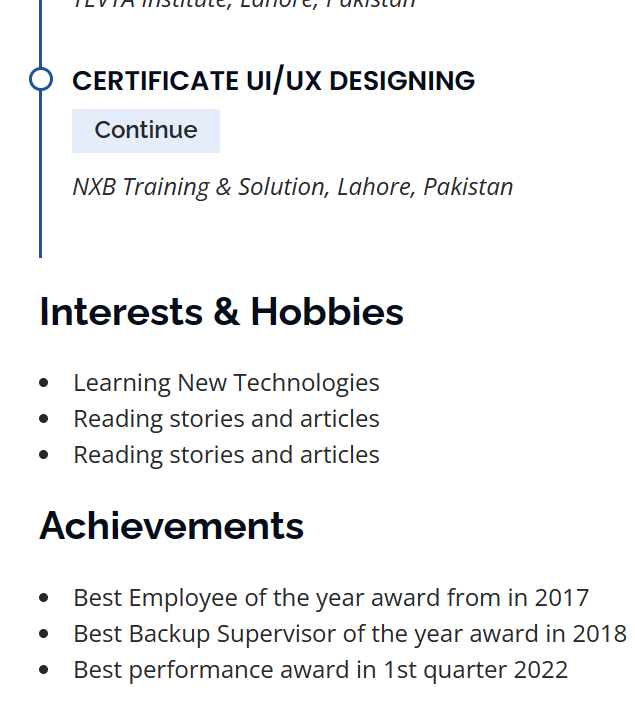 TEVTA Institute, Lahore, Pakistan
CERTIFICATE UI/UX DESIGNING
Continue
NXB Training & Solution, Lahore, Pakistan
Interests & Hobbies
Learning New Technologies
Reading stories and articles
Reading stories and articles
Achievements
Best Employee of the year award from in 2017
Best Backup Supervisor of the year award in 2018
Best performance award in 1st quarter 2022